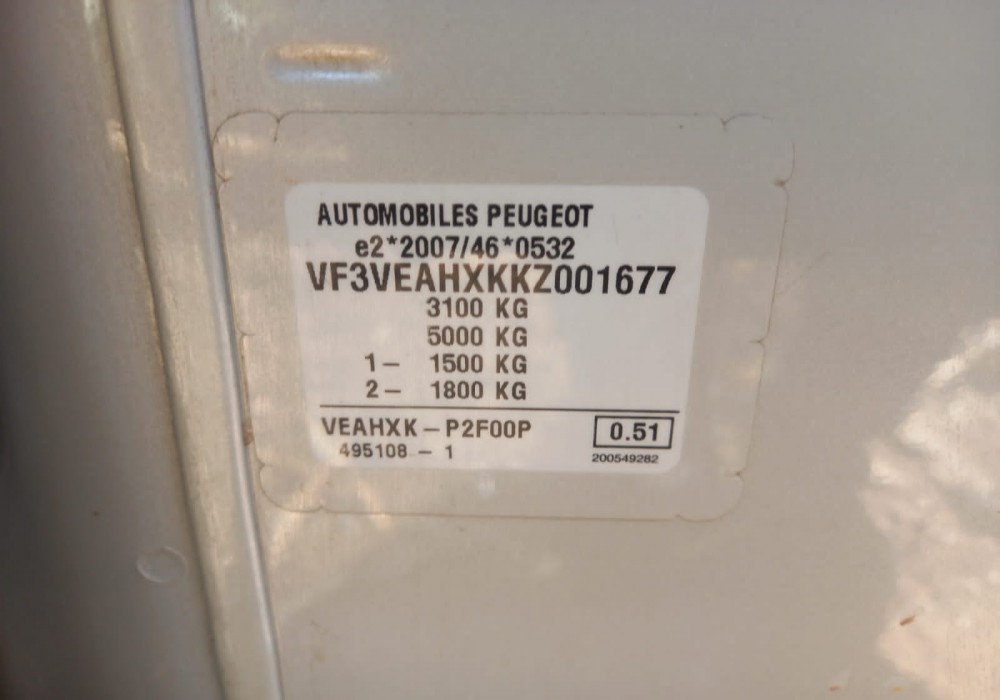 AUTOMOBILES PEUGEOT
e2*2007/46*0532
VF3VEAHXKKZ001677
3100 KG
5000 KG
1– 1500 KG
2– 1800 KG
VEAHXK–P2F00P 0.51
495108 – 1 200549282